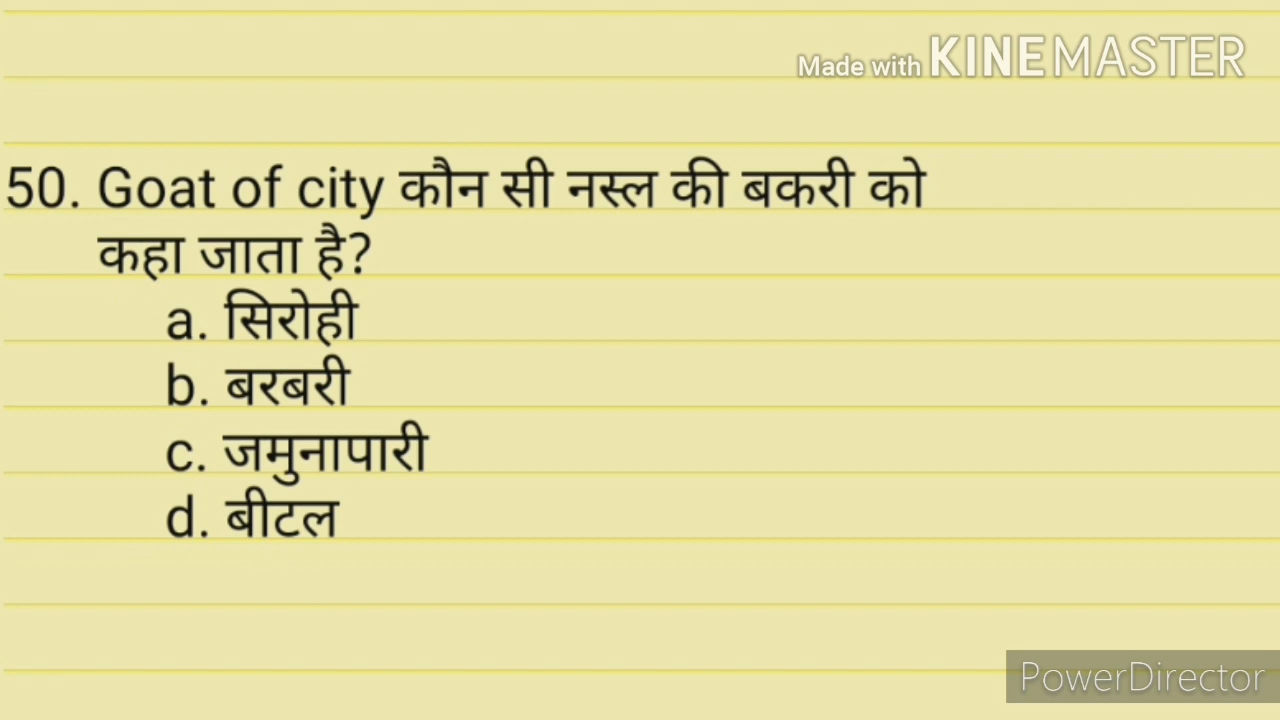 Made with KINEMASTER
50. Goat of city कौन सी नस्ल की बकरी को
कहा जाता है?
a. सिरोही
b. बरबरी
c. जमुनापारी
d. बीटल
PowerDirector